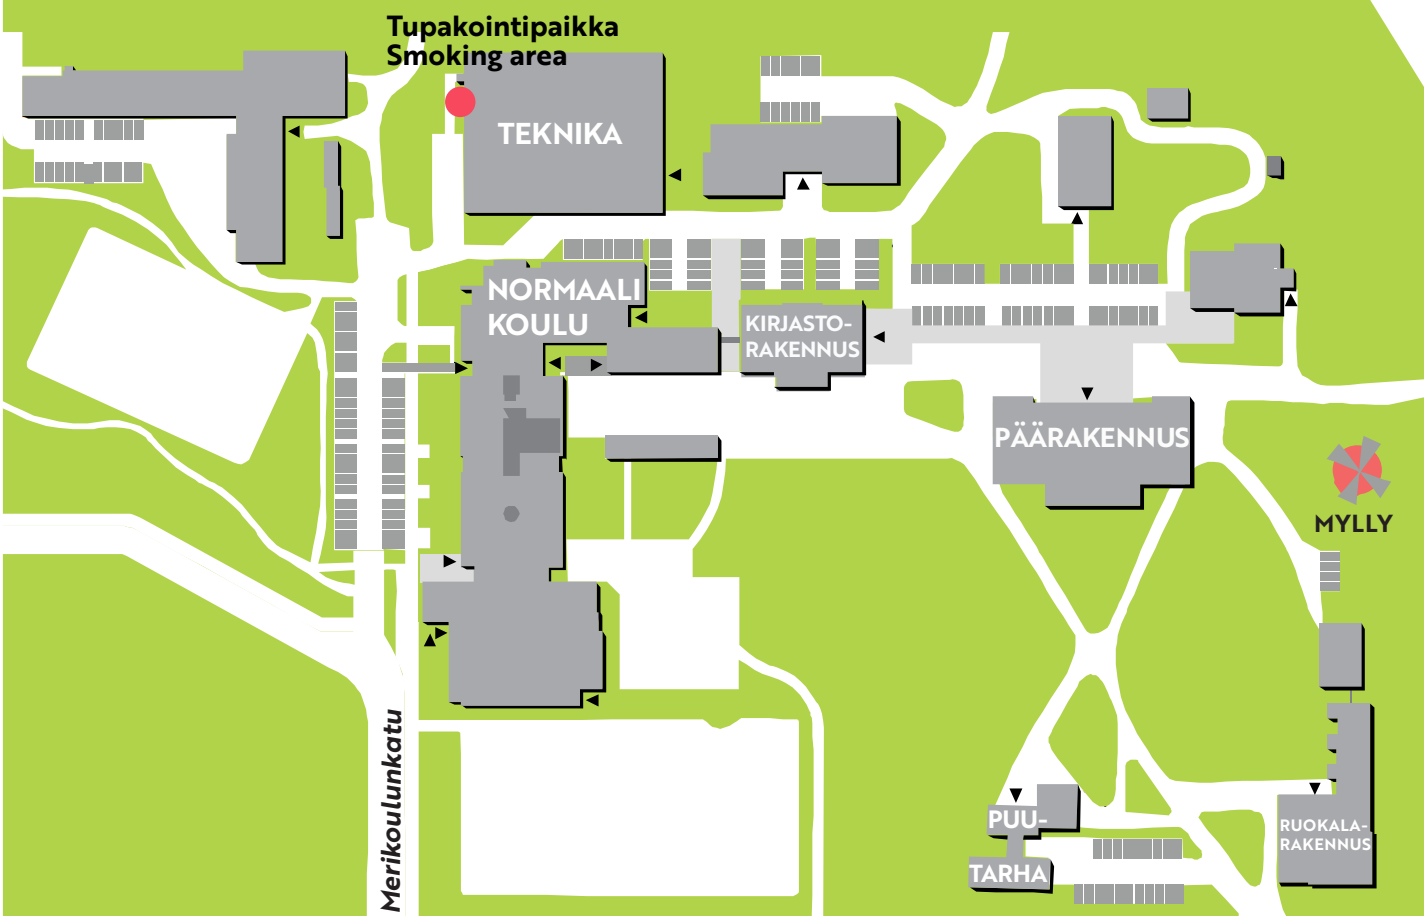 Tupakointipaikka
Smoking area
TEKNIKA
NORMAALI
KOULU
KIRJASTO-
RAKENNUS
PÄÄRAKENNUS
MYLLY
Merikoulunkatu
PUU-
TARHA
RUOKALA-
RAKENNUS